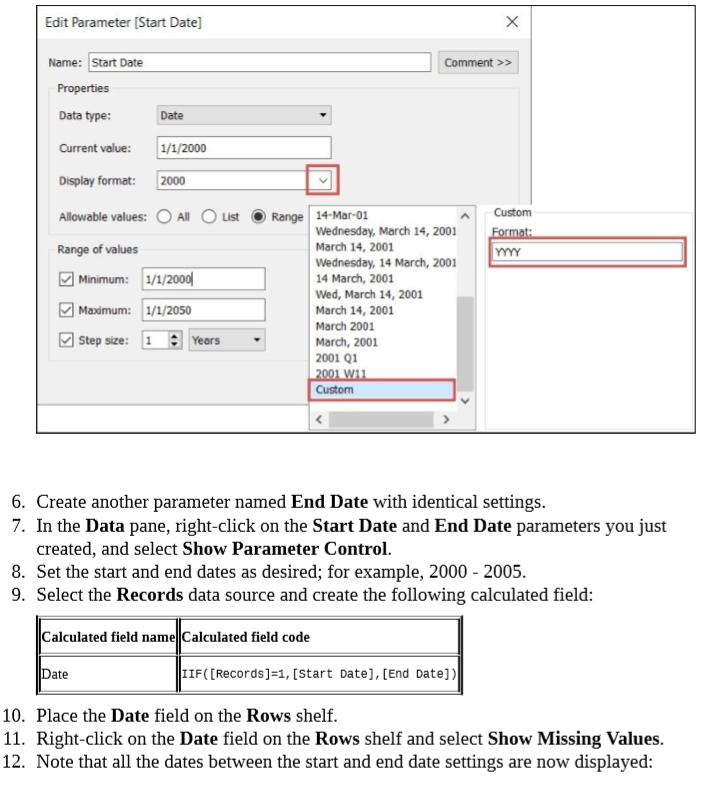 Edit Parameter [Start Date]
Name: Start Date Comment >>
Properties
Data type: Date
Current value: 1/1/2000
Display format: 2000
Allowable values: All List Range
Range of values
Minimum: 1/1/2000
Maximum: 1/1/2050
Step size: 1 Years
14-Mar-01
Wednesday, March 14, 2001
March 14, 2001
Wednesday, 14 March, 2001
14 March, 2001
Wed, March 14, 2001
March 14, 2001
March 2001
March, 2001
2001 Q1
2001 W11
Custom
Custom
Format:
YYYY
6. Create another parameter named End Date with identical settings.
7. In the Data pane, right-click on the Start Date and End Date parameters you just
created, and select Show Parameter Control.
8. Set the start and end dates as desired; for example, 2000 - 2005.
9. Select the Records data source and create the following calculated field:
Calculated field name Calculated field code
Date IIF([Records]=1,[Start Date],[End Date])
10. Place the Date field on the Rows shelf.
11. Right-click on the Date field on the Rows shelf and select Show Missing Values.
12. Note that all the dates between the start and end date settings are now displayed: